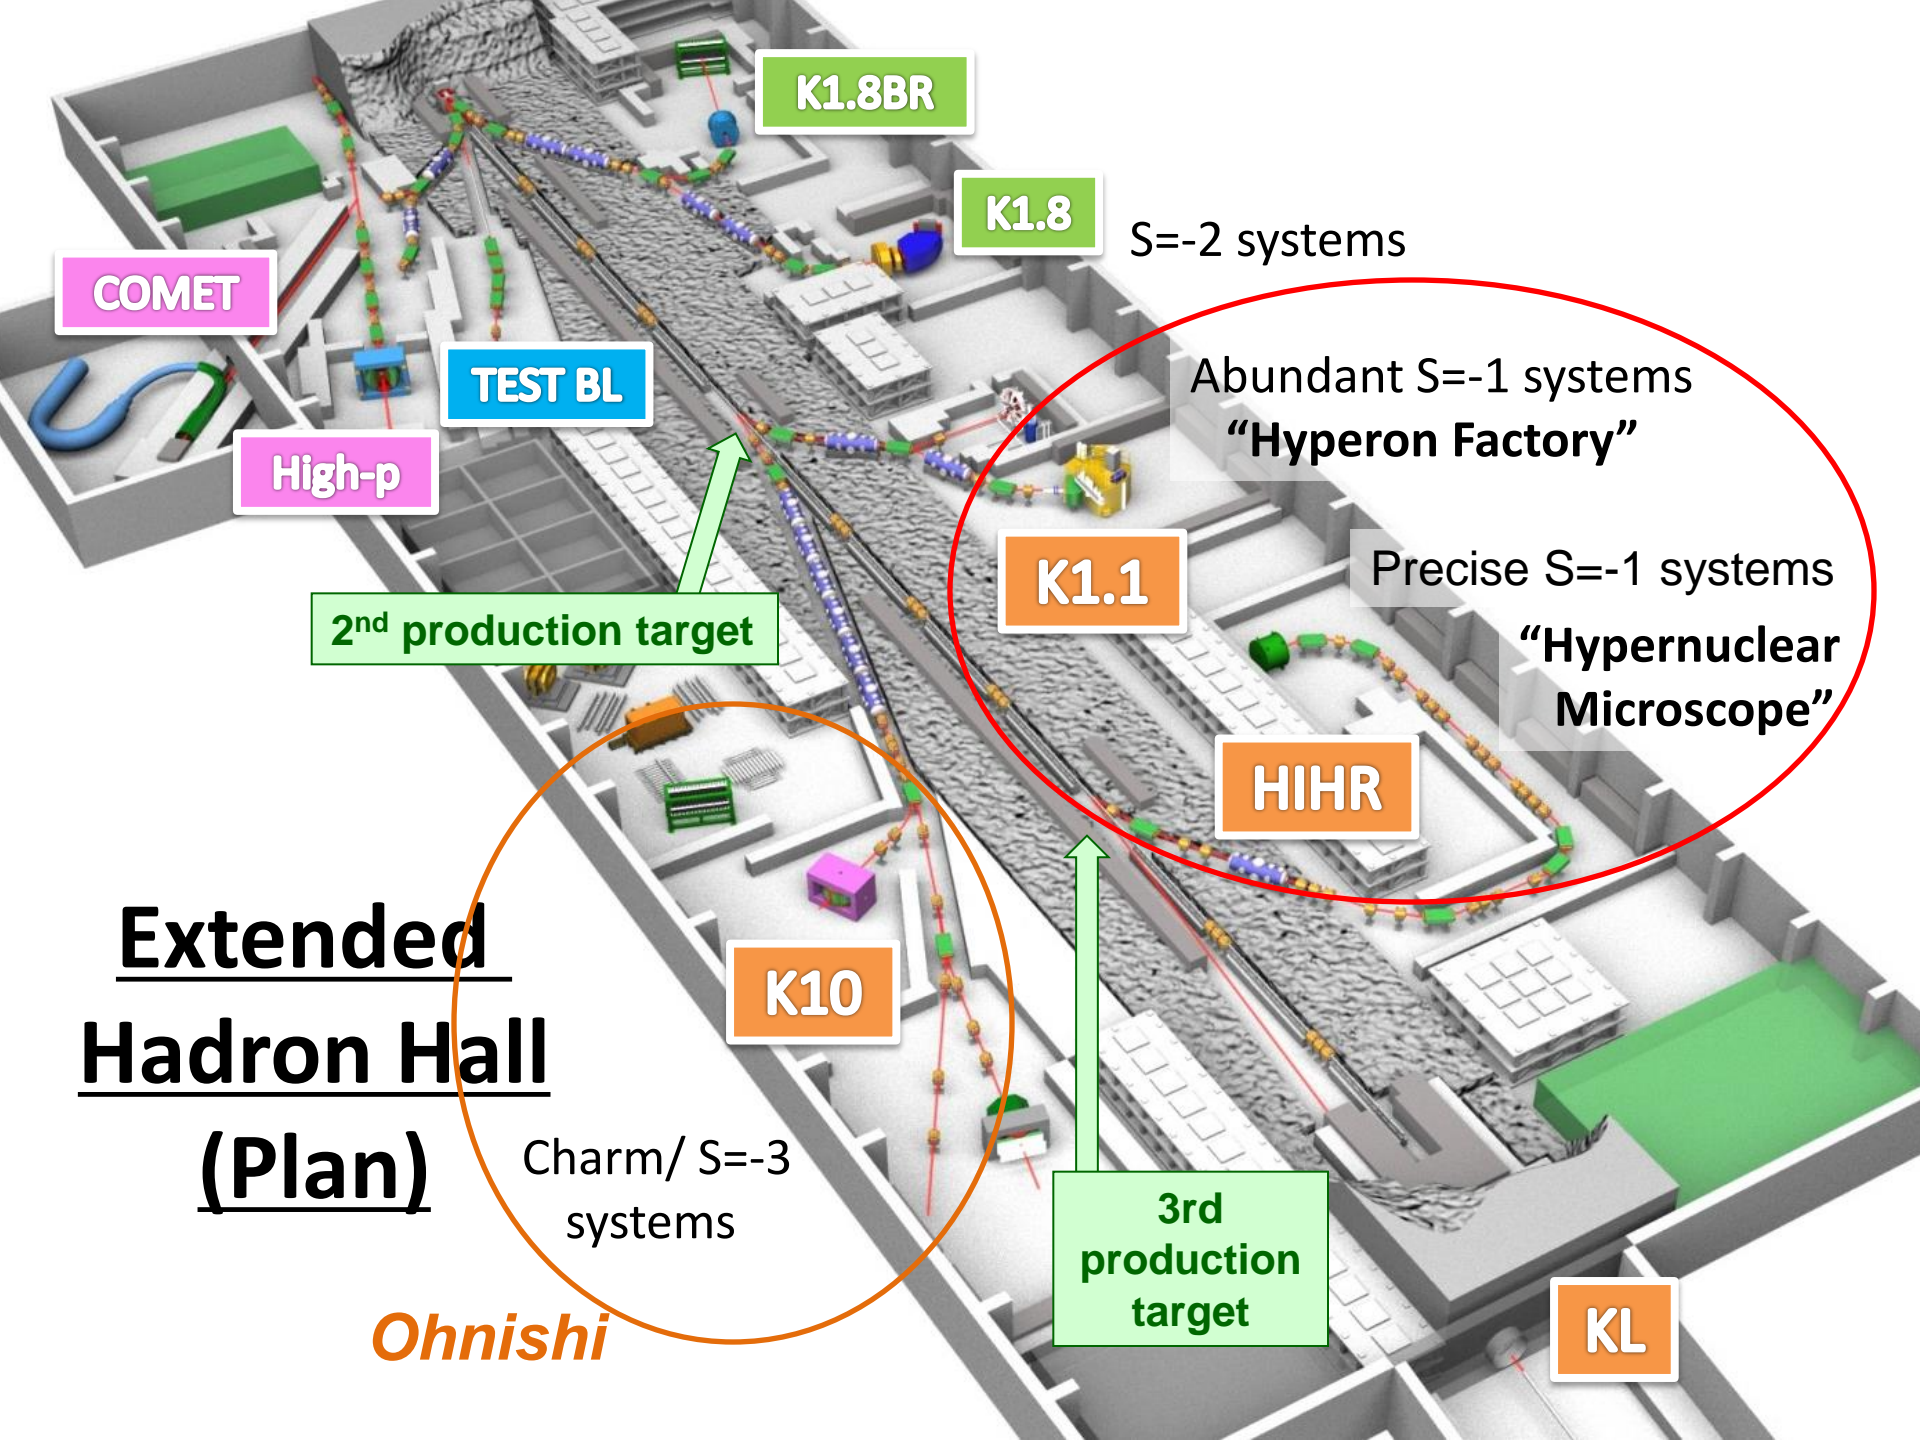 K1.8BR
K1.8
S=-2 systems
COMET
TEST BL
High-p
Abundant S=-1 systems
“Hyperon Factory”
K1.1
Precise S=-1 systems
“Hypernuclear
Microscope”
2nd production target
HIHR
Extended
Hadron Hall
(Plan)
K10
Charm/ S=-3
systems
3rd
production
target
Ohnishi
KL